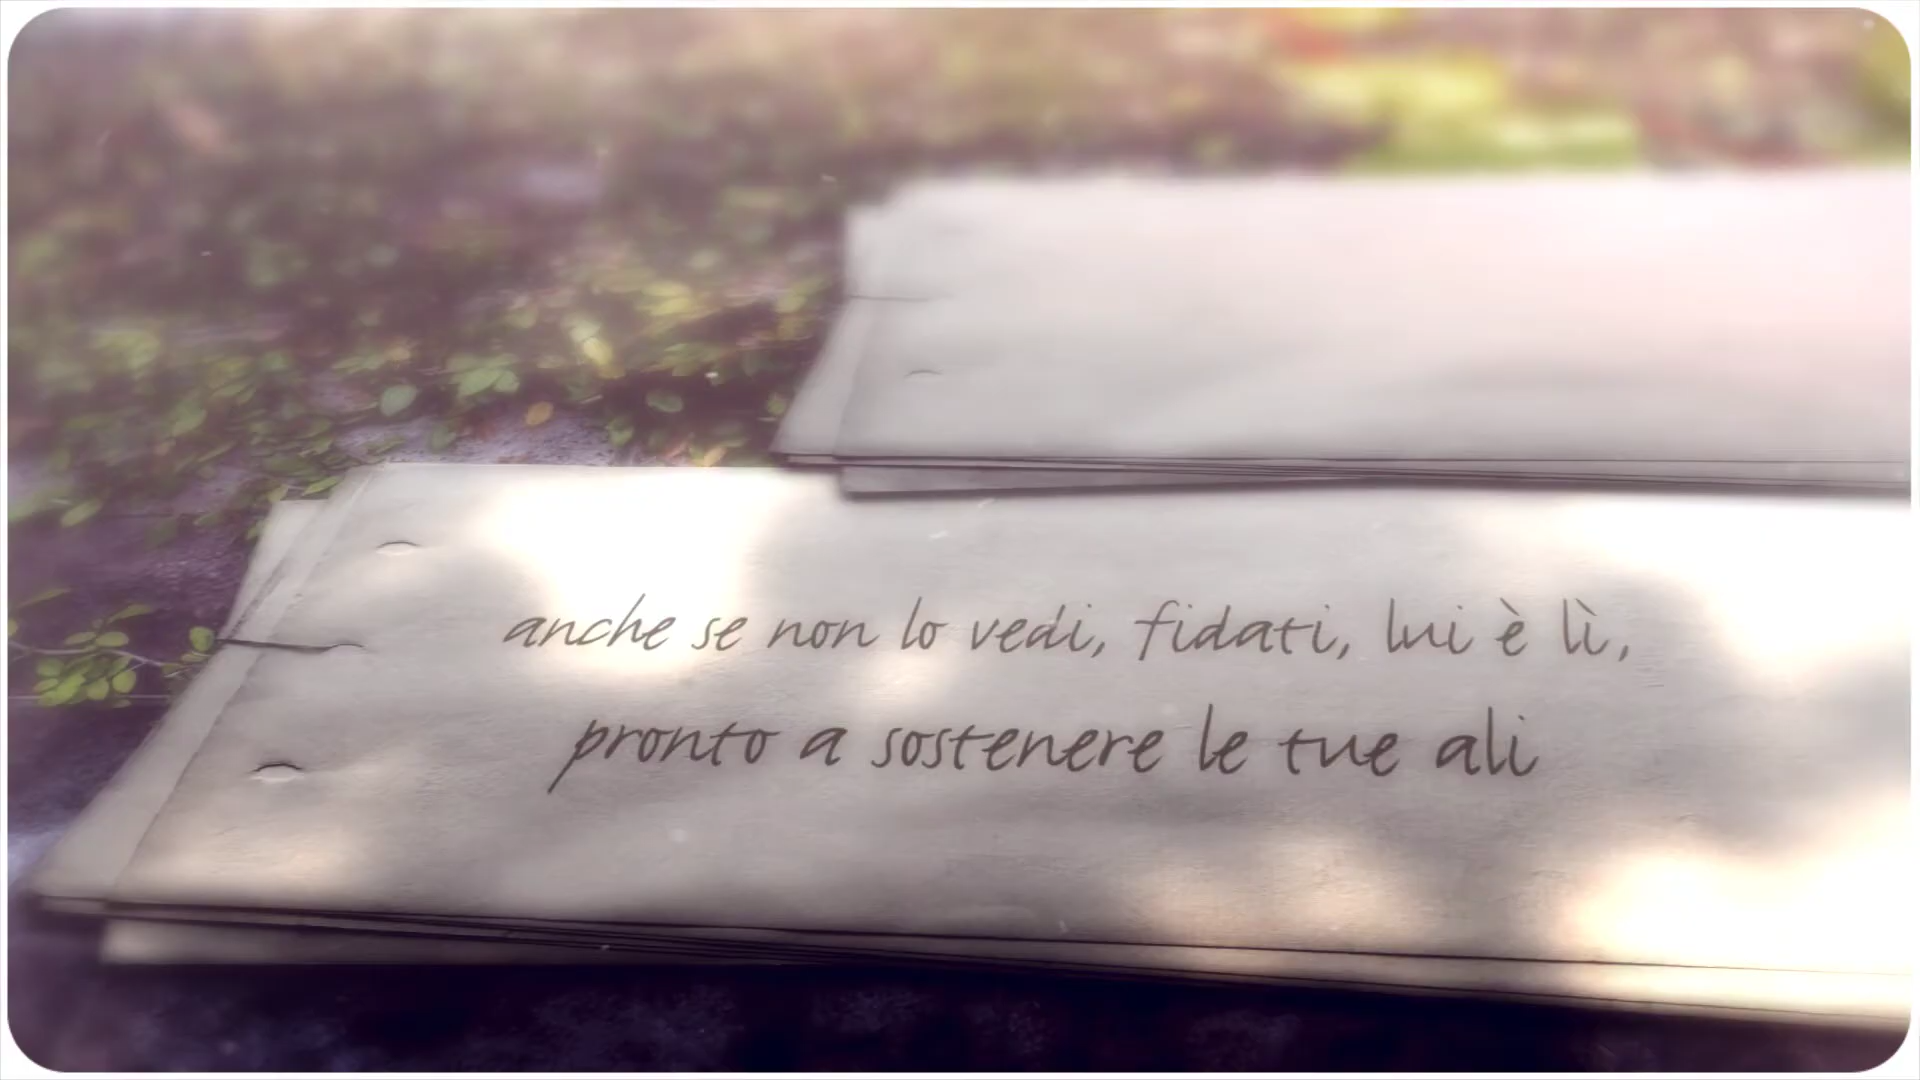 anche se non lo vedi, fidati, lui è lì,
pronto a sostenere le tue ali